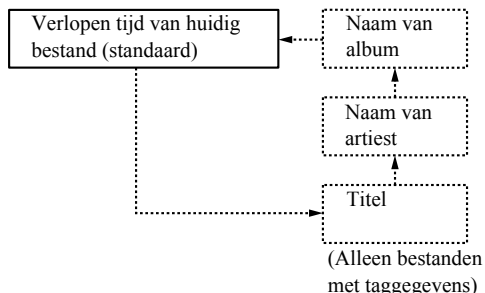 Verlopen tijd van huidig
bestand (standaard)
Naam van
album
Naam van
artiest
Titel
(Alleen bestanden
met taggegevens)